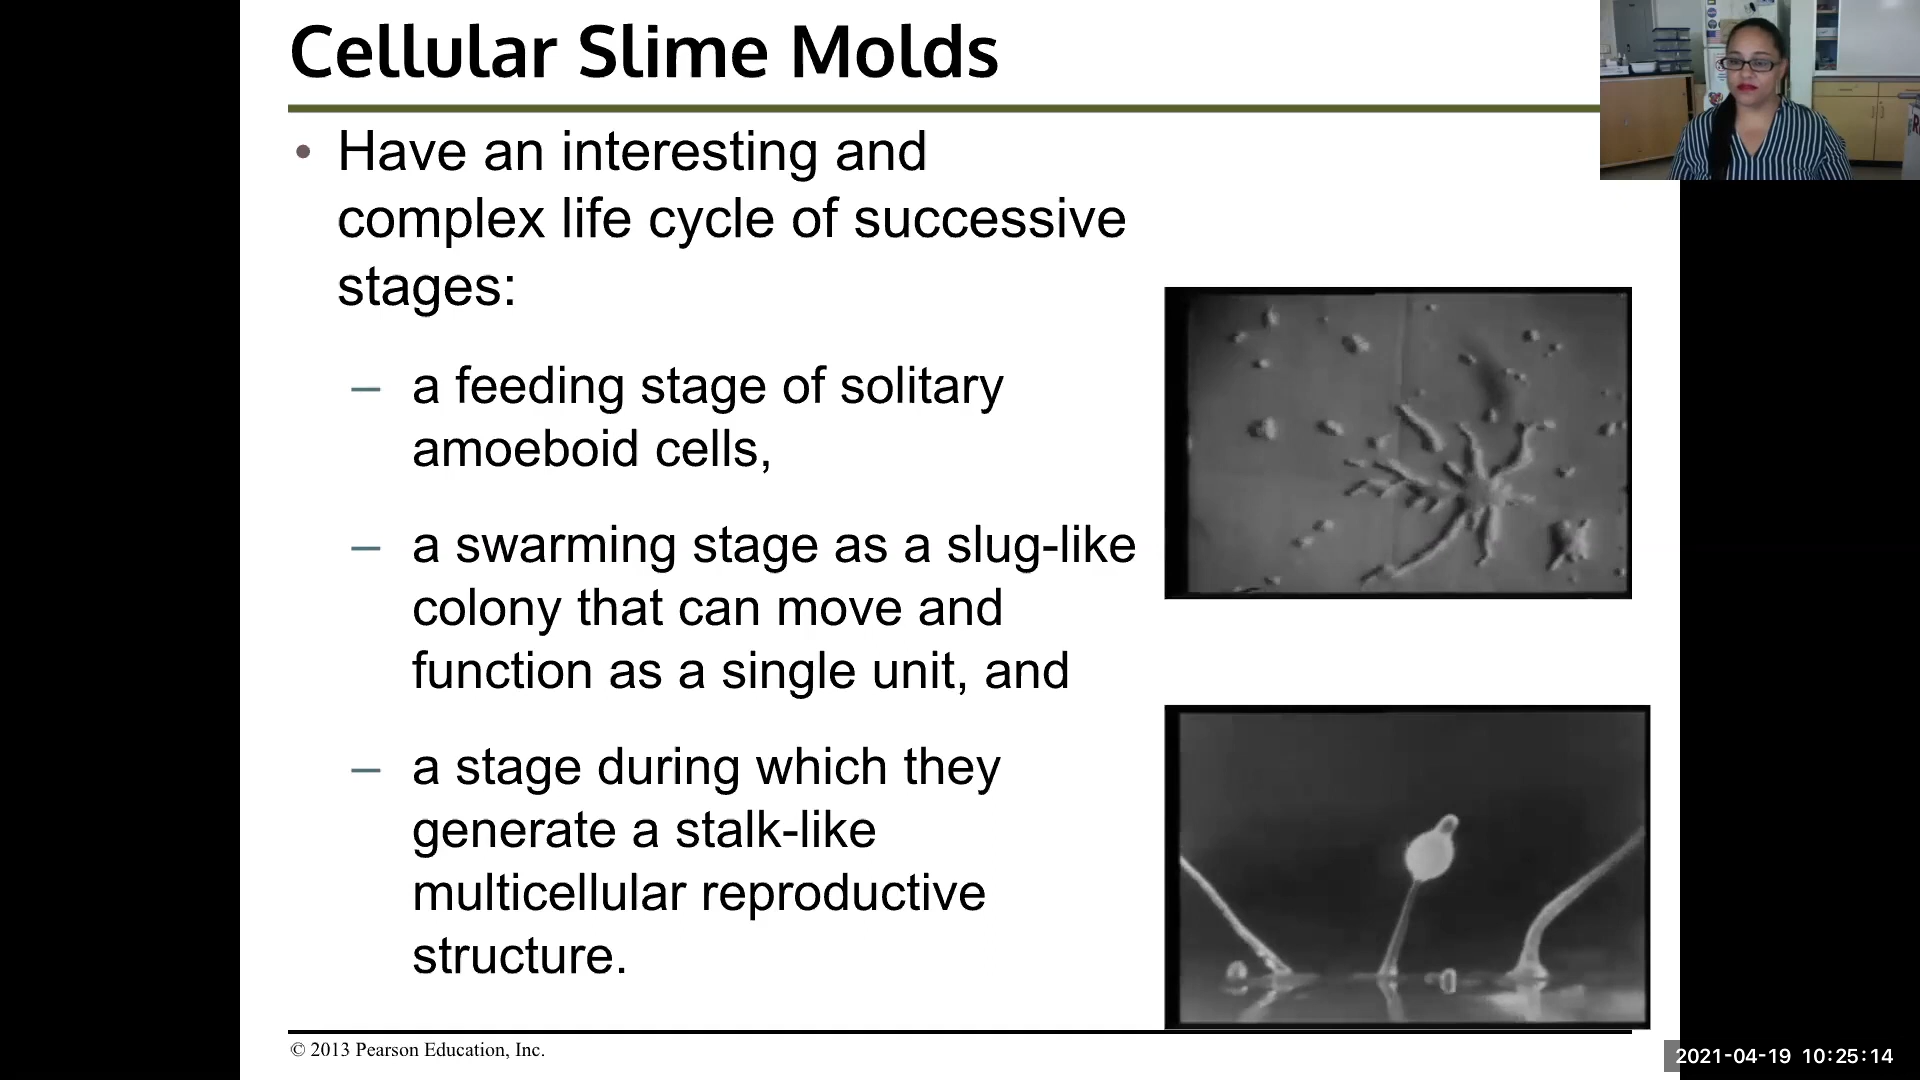 Cellular Slime Molds
• Have an interesting and
complex life cycle of successive
stages:
– a feeding stage of solitary
amoeboid cells,
– a swarming stage as a slug-like
colony that can move and
function as a single unit, and
– a stage during which they
generate a stalk-like
multicellular reproductive
structure.
© 2013 Pearson Education, Inc.
2021-04-19 10:25:14